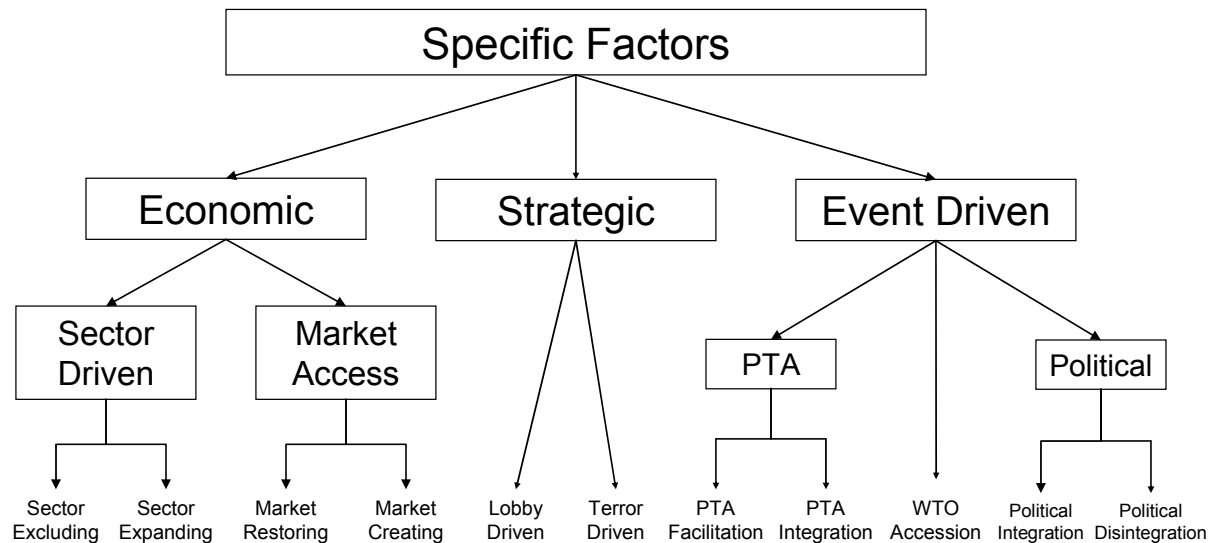 Specific Factors
Economic
Strategic
Event Driven
Sector
Driven
Market
Access
PTA
Political
Sector
Excluding
Sector
Expanding
Market
Restoring
Market
Creating
Lobby
Driven
Terror
Driven
PTA
Facilitation
PTA
Integration
WTO
Accession
Political
Integration
Political
Disintegration